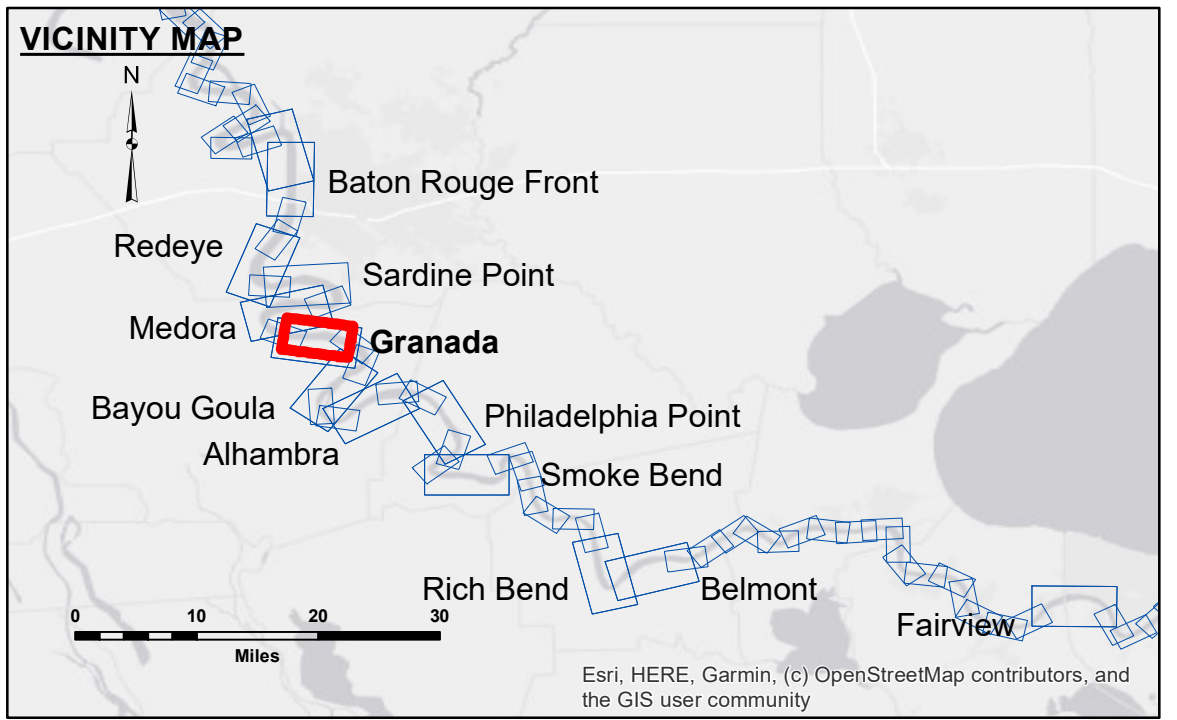 VICINITY MAP
N
Baton Rouge Front
Redeye
Sardine Point
Medora
Granada
Bayou Goula
Philadelphia Point
Alhambra
Smoke Bend
Rich Bend
Belmont
Fairview
0 10 20 30
Miles
Esri, HERE, Garmin, (c) OpenStreetMap contributors, and
the GIS user community